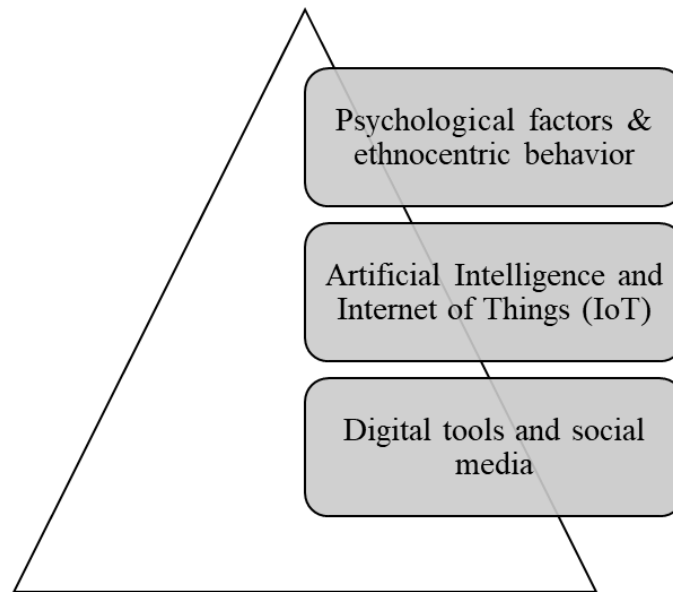 Psychological factors &
ethnocentric behavior
Artificial Intelligence and
Internet of Things (IoT)
Digital tools and social
media